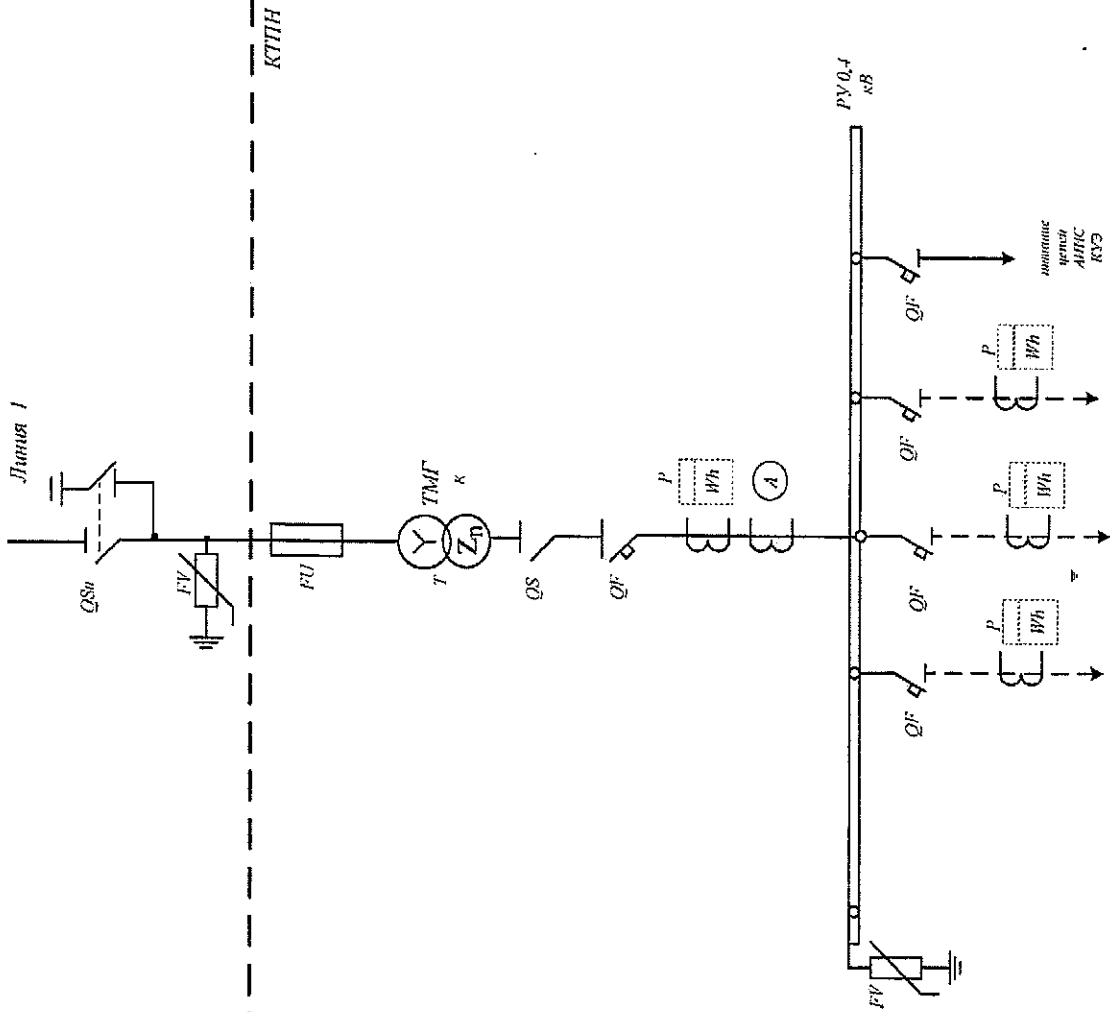 Линия 1
КТПН
QSн
FV
FU
ТМГ
к
Y
Zn
T
QS
QF
P
Wh
A
РУ 0,4
кВ
QF
QF
QF
QF
P
Wh
P
Wh
P
Wh
питание
цепей
АИИС
КУЭ
FV